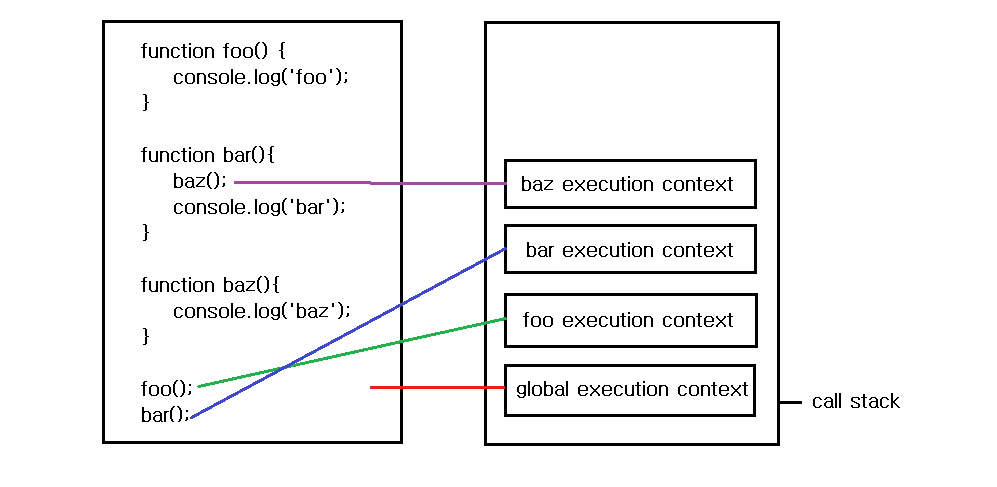 function foo() {
console.log('foo');
}
function bar(){
baz();
console.log('bar');
}
function baz(){
console.log('baz');
}
foo();
bar();
baz execution context
bar execution context
foo execution context
global execution context
call stack